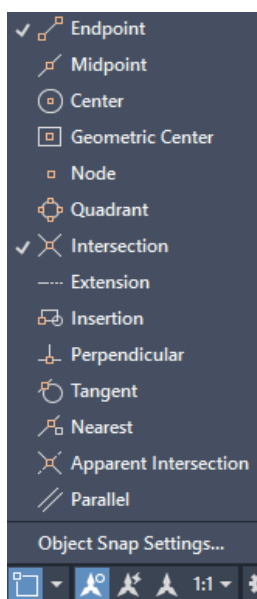 Endpoint
Midpoint
Center
Geometric Center
Node
Quadrant
Intersection
Extension
Insertion
Perpendicular
Tangent
Nearest
Apparent Intersection
Parallel
Object Snap Settings...
1:1